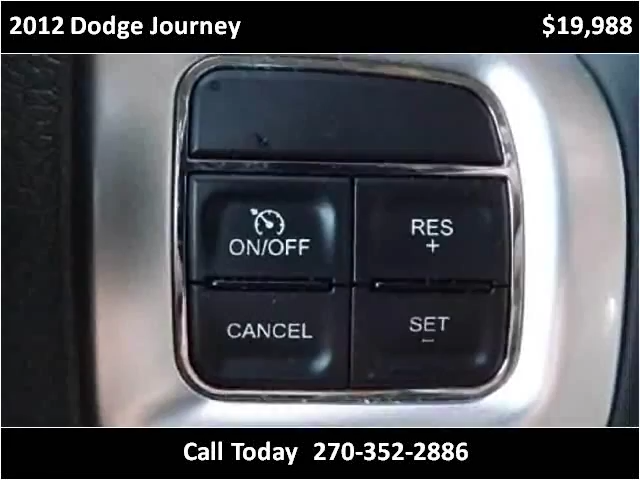 2012 Dodge Journey $19,988
ON/OFF
RES
+
CANCEL
SET
–
Call Today 270-352-2886